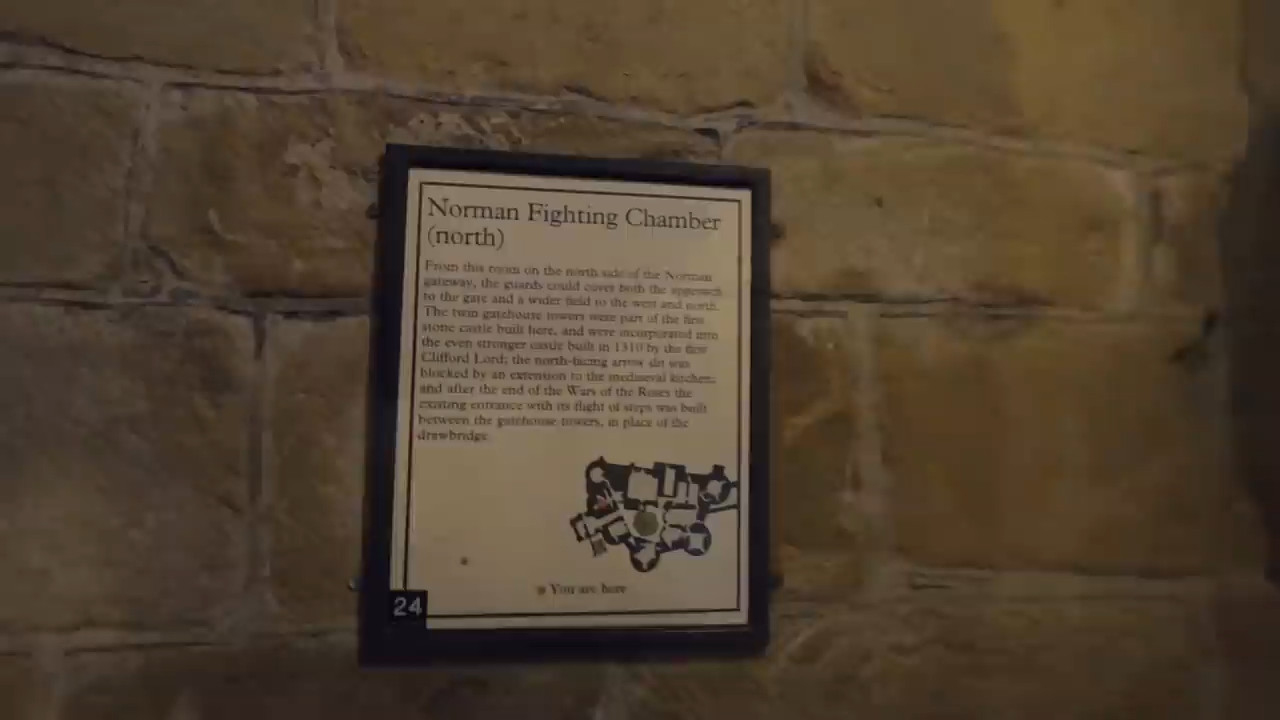 Norman Fighting Chamber
(north)
From this room on the north side of the Norman
gateway, the guards could cover both the approach
to the gate and a wider field to the west and north.
The twin gatehouse towers were part of the first
stone castle built here, and were incorporated into
the even stronger castle built in 1310 by the first
Clifford Lord; the north-facing arrow slit was
blocked by an extension to the mediaeval kitchen;
and after the end of the Wars of the Roses the
existing entrance with its flight of steps was built
between the gatehouse towers, in place of the
drawbridge.
You are here
24